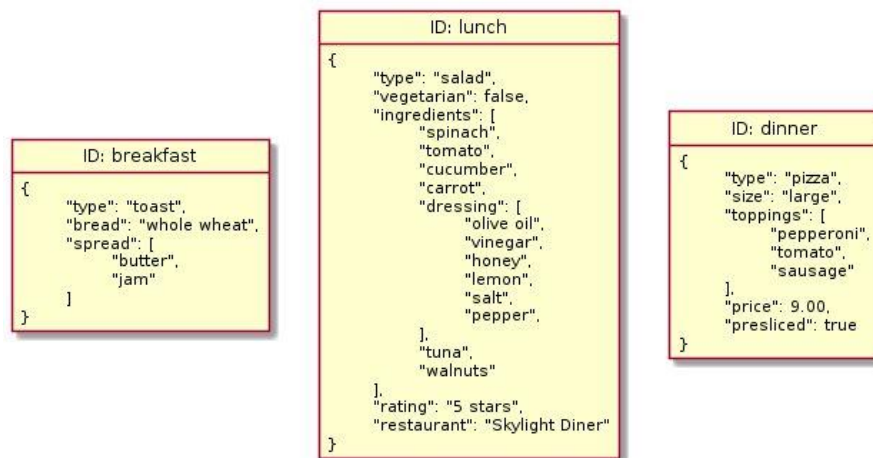 ID: breakfast
{
"type": "toast",
"bread": "whole wheat",
"spread": [
"butter",
"jam"
]
}
ID: lunch
{
"type": "salad",
"vegetarian": false,
"ingredients": [
"spinach",
"tomato",
"cucumber",
"carrot",
"dressing": [
"olive oil",
"vinegar",
"honey",
"lemon",
"salt",
"pepper",
],
"tuna",
"walnuts"
],
"rating": "5 stars",
"restaurant": "Skylight Diner"
}
ID: dinner
{
"type": "pizza",
"size": "large",
"toppings": [
"pepperoni",
"tomato",
"sausage"
],
"price": 9.00,
"presliced": true
}